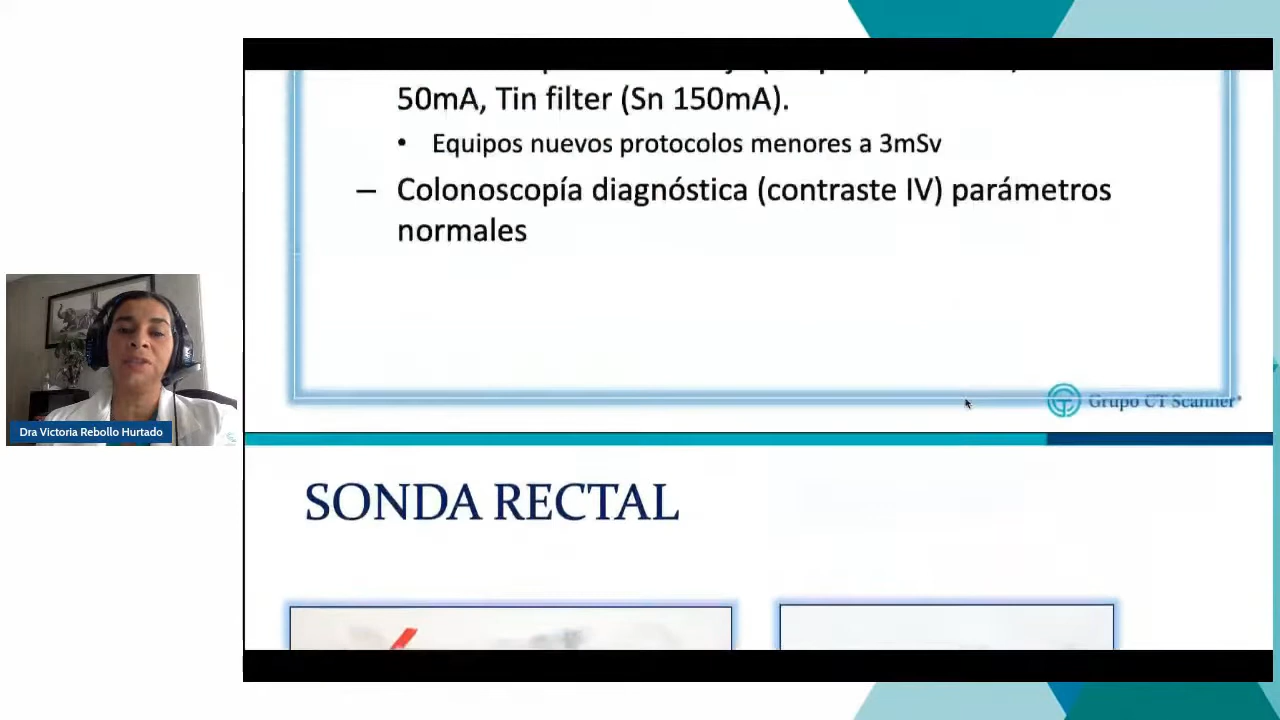 50mA, Tin filter (Sn 150mA).
• Equipos nuevos protocolos menores a 3mSv
– Colonoscopía diagnóstica (contraste IV) parámetros
normales
Grupo CT Scanner
SONDA RECTAL
Dra Victoria Rebollo Hurtado